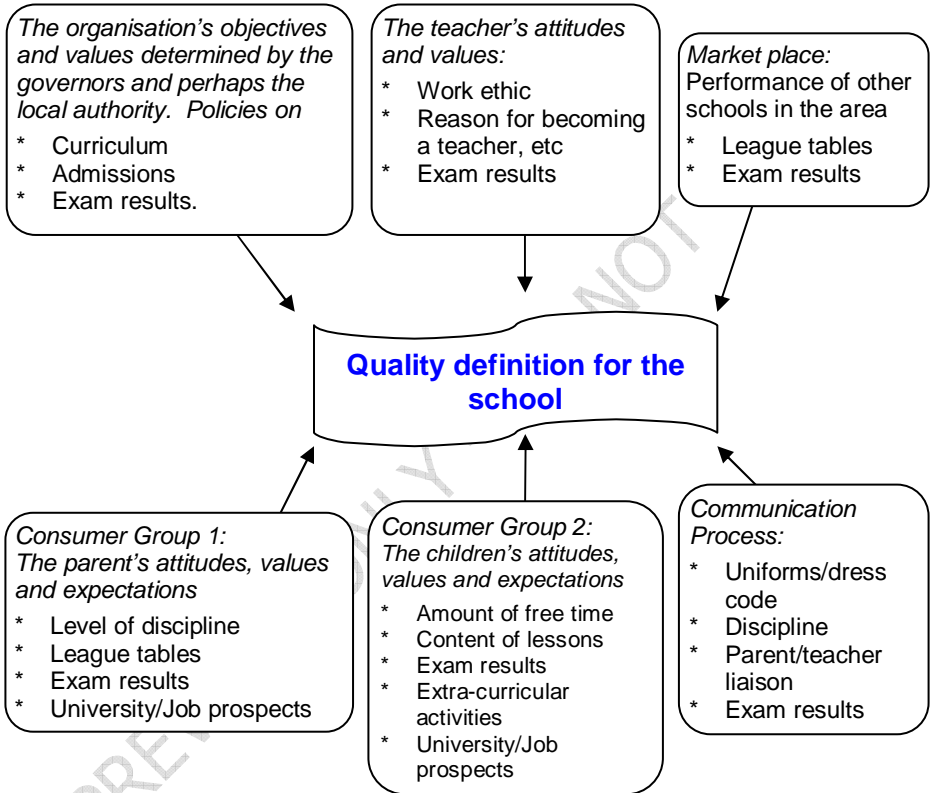 The organisation's objectives
and values determined by the
governors and perhaps the
local authority. Policies on
* Curriculum
* Admissions
* Exam results.
The teacher's attitudes
and values:
* Work ethic
* Reason for becoming
a teacher, etc
* Exam results
Market place:
Performance of other
schools in the area
* League tables
* Exam results
Quality definition for the
school
Consumer Group 1:
The parent's attitudes, values
and expectations
* Level of discipline
* League tables
* Exam results
* University/Job prospects
Consumer Group 2:
The children's attitudes,
values and expectations
* Amount of free time
* Content of lessons
* Exam results
* Extra-curricular
activities
* University/Job
prospects
Communication
Process:
* Uniforms/dress
code
* Discipline
* Parent/teacher
liaison
* Exam results
NOT